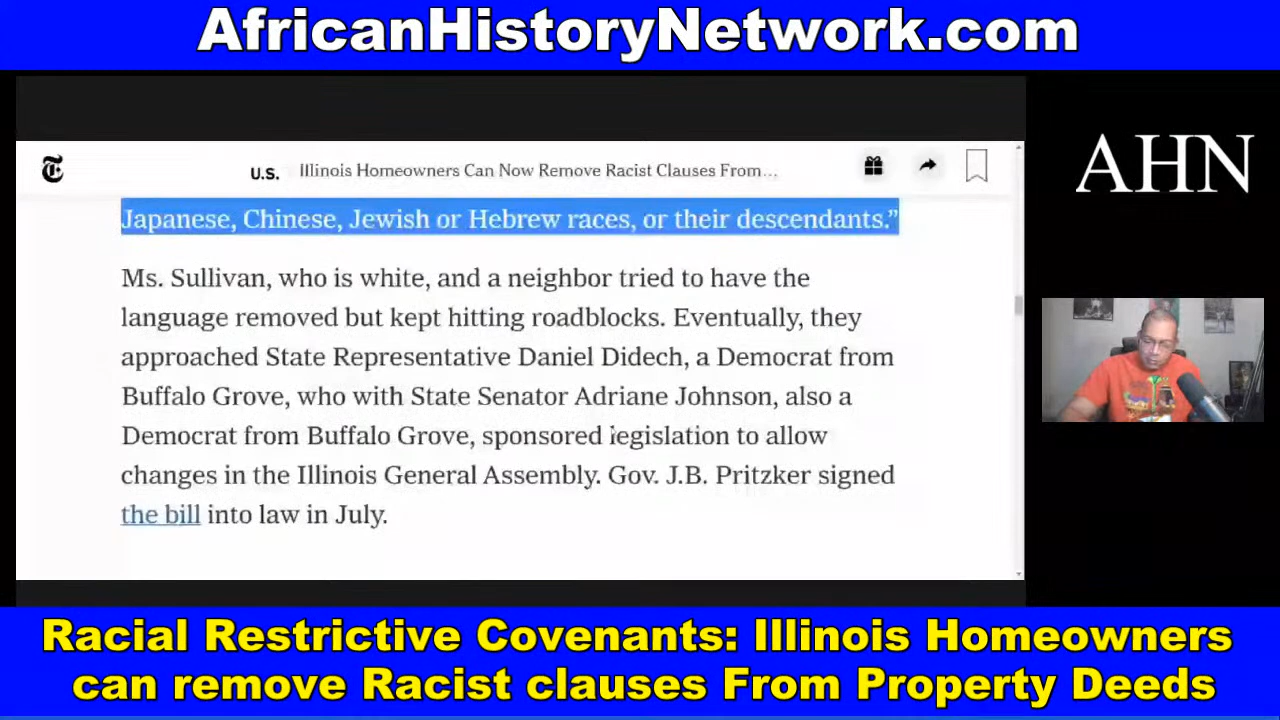 AfricanHistoryNetwork.com
AHN
U.S. Illinois Homeowners Can Now Remove Racist Clauses From…
Japanese, Chinese, Jewish or Hebrew races, or their descendants.”
Ms. Sullivan, who is white, and a neighbor tried to have the
language removed but kept hitting roadblocks. Eventually, they
approached State Representative Daniel Didech, a Democrat from
Buffalo Grove, who with State Senator Adriane Johnson, also a
Democrat from Buffalo Grove, sponsored legislation to allow
changes in the Illinois General Assembly. Gov. J.B. Pritzker signed
the bill into law in July.
Racial Restrictive Covenants: Illinois Homeowners
can remove Racist clauses From Property Deeds